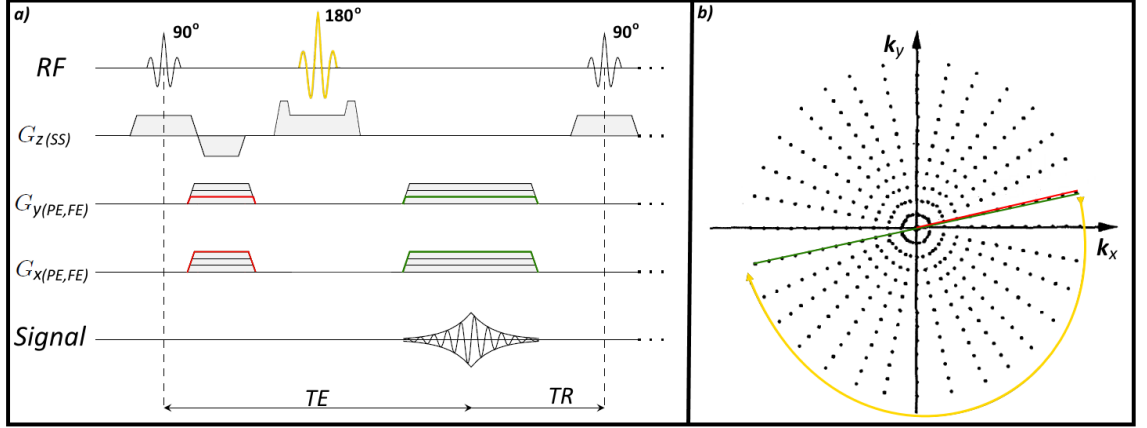 a)
90°
180°
90°
RF
Gz(SS)
Gy(PE,FE)
Gx(PE,FE)
Signal
TE
TR
b)
ky
kx